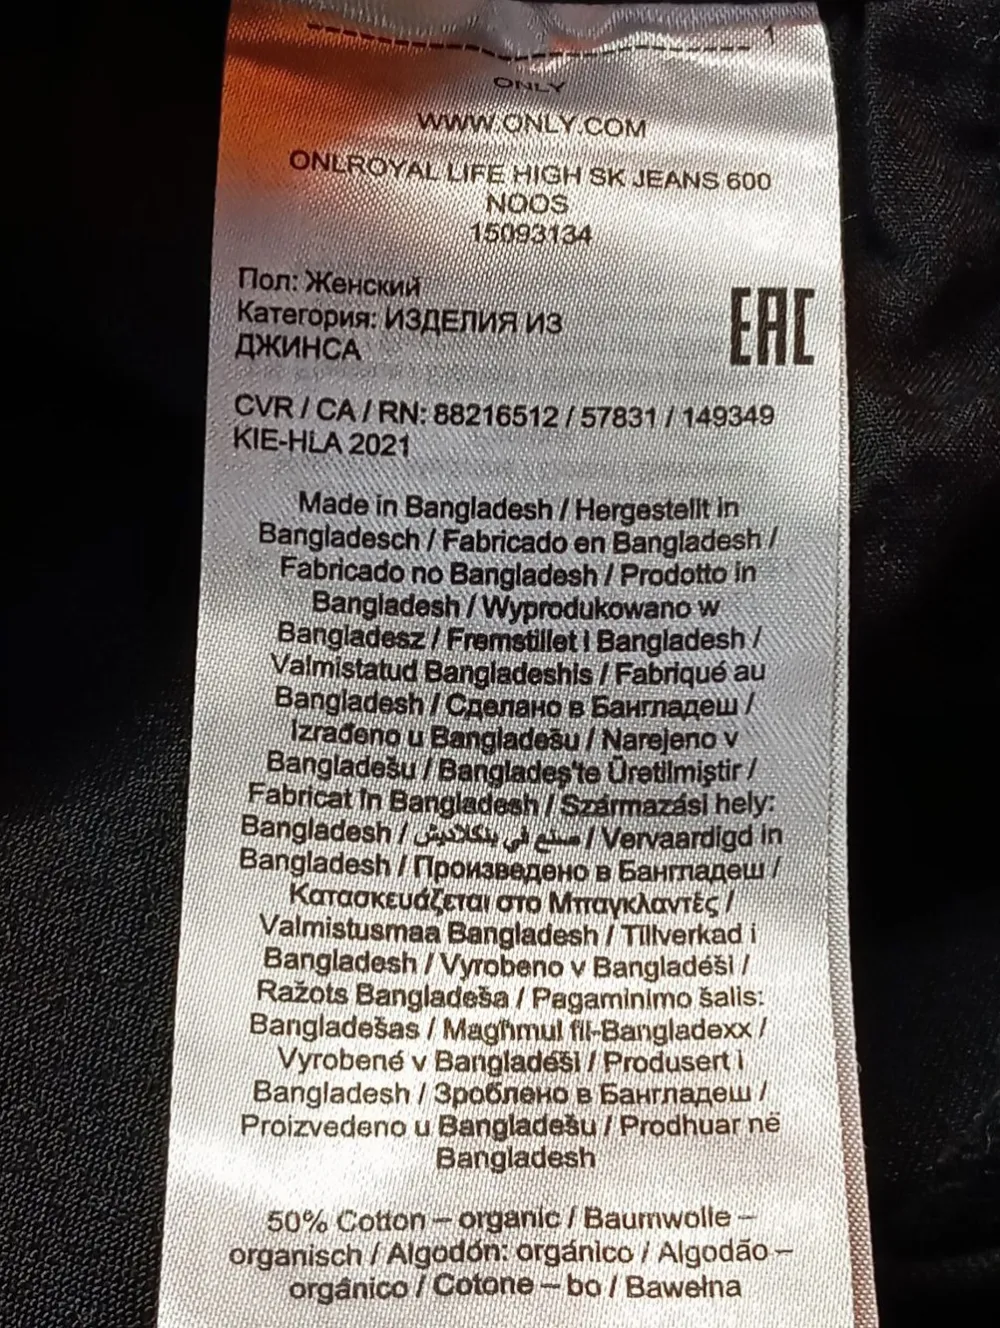 1
ONLY
WWW.ONLY.COM
ONLROYAL LIFE HIGH SK JEANS 600
NOOS
15093134
Пол: Женский
Категория: ИЗДЕЛИЯ ИЗ
ДЖИНСА
EAC
CVR / CA / RN: 88216512 / 57831 / 149349
KIE-HLA 2021
Made in Bangladesh / Hergestellt in
Bangladesch / Fabricado en Bangladesh /
Fabricado no Bangladesh / Prodotto in
Bangladesh / Wyprodukowano w
Bangladesz / Fremstillet i Bangladesh /
Valmistatud Bangladeshis / Fabriqué au
Bangladesh / Сделано в Бангладеш /
Izrađeno u Bangladešu / Narejeno v
Bangladešu / Bangladeş'te Üretilmiştir /
Fabricat în Bangladesh / Származási hely:
Bangladesh / صنع في بنكلاديش / Vervaardigd in
Bangladesh / Произведено в Бангладеш /
Κατασκευάζεται στο Μπαγκλαντές /
Valmistusmaa Bangladesh / Tillverkad i
Bangladesh / Vyrobeno v Bangladéši /
Ražots Bangladeša / Pagaminimo šalis:
Bangladešas / Magħmul fil-Bangladexx /
Vyrobené v Bangladéši / Produsert i
Bangladesh / Зроблено в Бангладеш /
Proizvedeno u Bangladešu / Prodhuar në
Bangladesh
50% Cotton – organic / Baumwolle –
organisch / Algodón: orgánico / Algodão –
orgânico / Cotone – bo / Bawełna